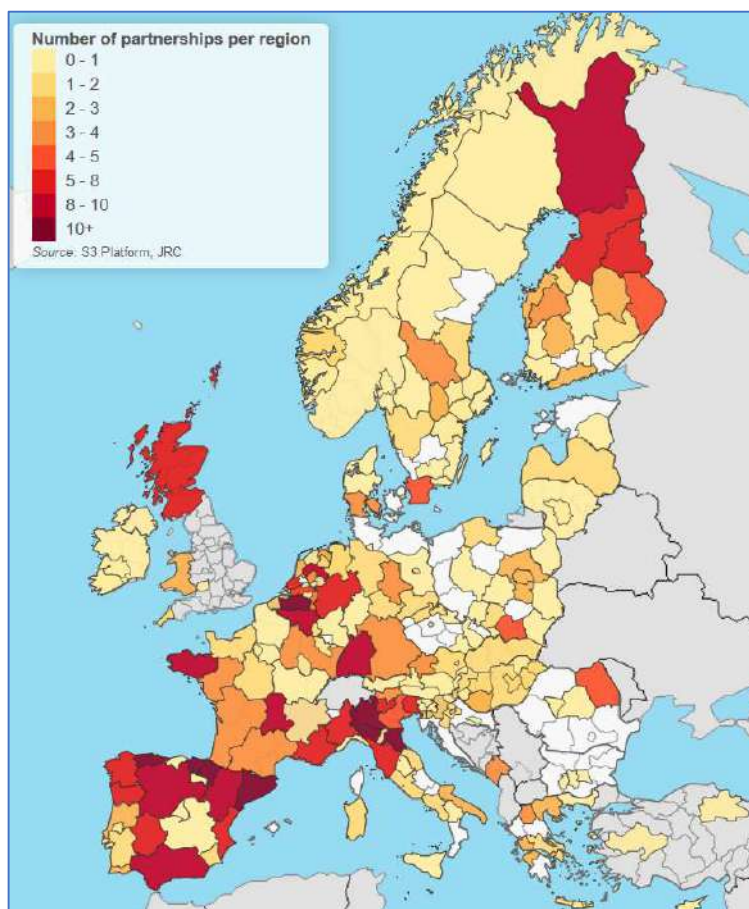 Number of partnerships per region
0 - 1
1 - 2
2 - 3
3 - 4
4 - 5
5 - 8
8 - 10
10+
Source: S3 Platform, JRC